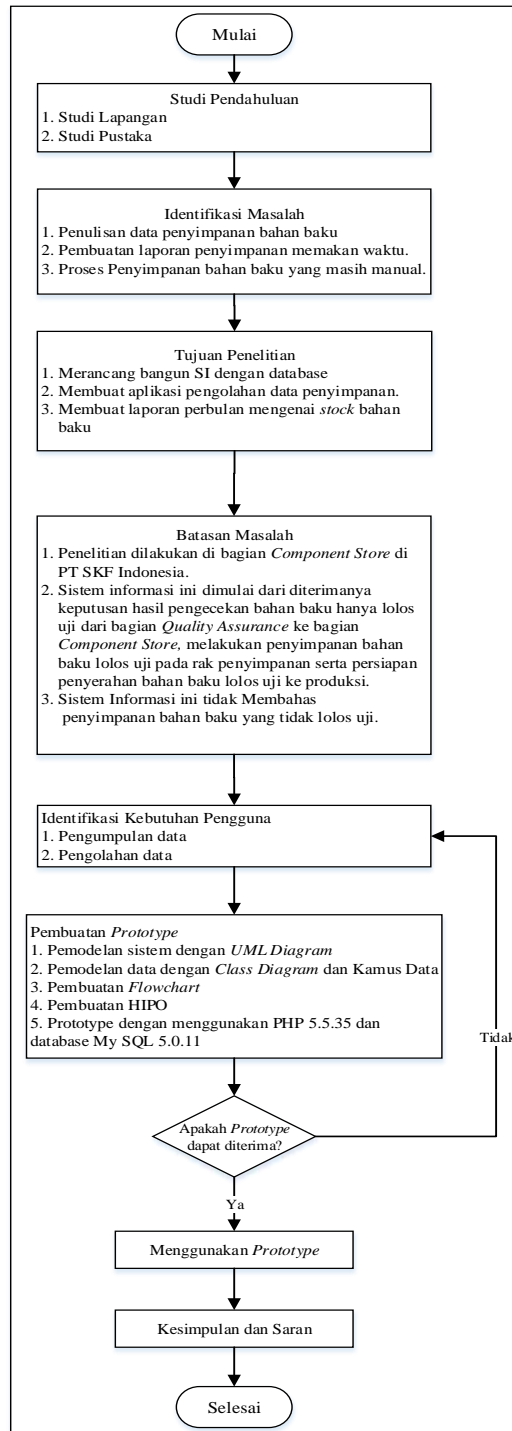 Mulai
Studi Pendahuluan
1. Studi Lapangan
2. Studi Pustaka
Identifikasi Masalah
1. Penulisan data penyimpanan bahan baku
2. Pembuatan laporan penyimpanan memakan waktu.
3. Proses Penyimpanan bahan baku yang masih manual.
Tujuan Penelitian
1. Merancang bangun SI dengan database
2. Membuat aplikasi pengolahan data penyimpanan.
3. Membuat laporan perbulan mengenai stock bahan
baku
Batasan Masalah
1. Penelitian dilakukan di bagian Component Store di
PT SKF Indonesia.
2. Sistem informasi ini dimulai dari diterimanya
keputusan hasil pengecekan bahan baku hanya lolos
uji dari bagian Quality Assurance ke bagian
Component Store, melakukan penyimpanan bahan
baku lolos uji pada rak penyimpanan serta persiapan
penyerahan bahan baku lolos uji ke produksi.
3. Sistem Informasi ini tidak Membahas
penyimpanan bahan baku yang tidak lolos uji.
Identifikasi Kebutuhan Pengguna
1. Pengumpulan data
2. Pengolahan data
Pembuatan Prototype
1. Pemodelan sistem dengan UML Diagram
2. Pemodelan data dengan Class Diagram dan Kamus Data
3. Pembuatan Flowchart
4. Pembuatan HIPO
5. Prototype dengan menggunakan PHP 5.5.35 dan
database My SQL 5.0.11
Tidak
Apakah Prototype
dapat diterima?
Ya
Menggunakan Prototype
Kesimpulan dan Saran
Selesai